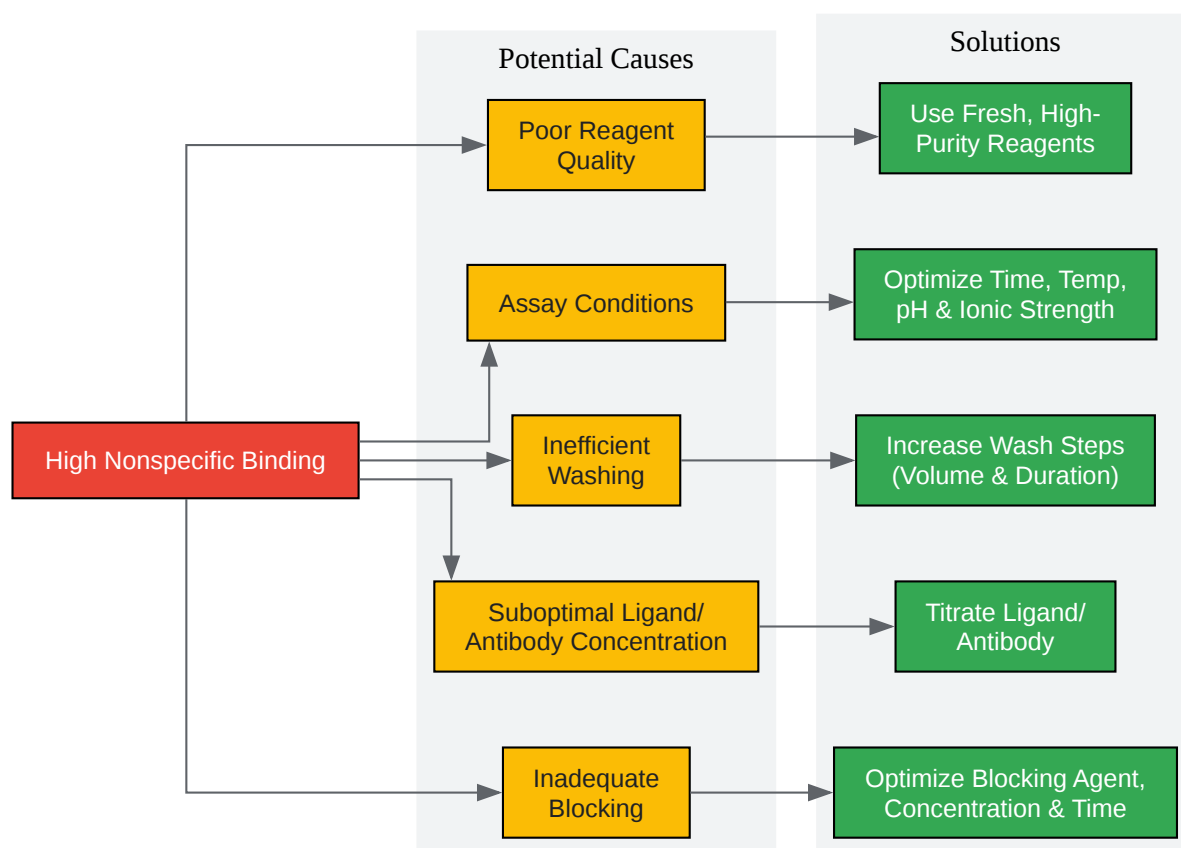 Potential Causes
Solutions
Poor Reagent
Quality
Use Fresh, High-
Purity Reagents
Assay Conditions
Optimize Time, Temp,
pH & Ionic Strength
High Nonspecific Binding
Inefficient
Washing
Increase Wash Steps
(Volume & Duration)
Suboptimal Ligand/
Antibody Concentration
Titrate Ligand/
Antibody
Inadequate
Blocking
Optimize Blocking Agent,
Concentration & Time